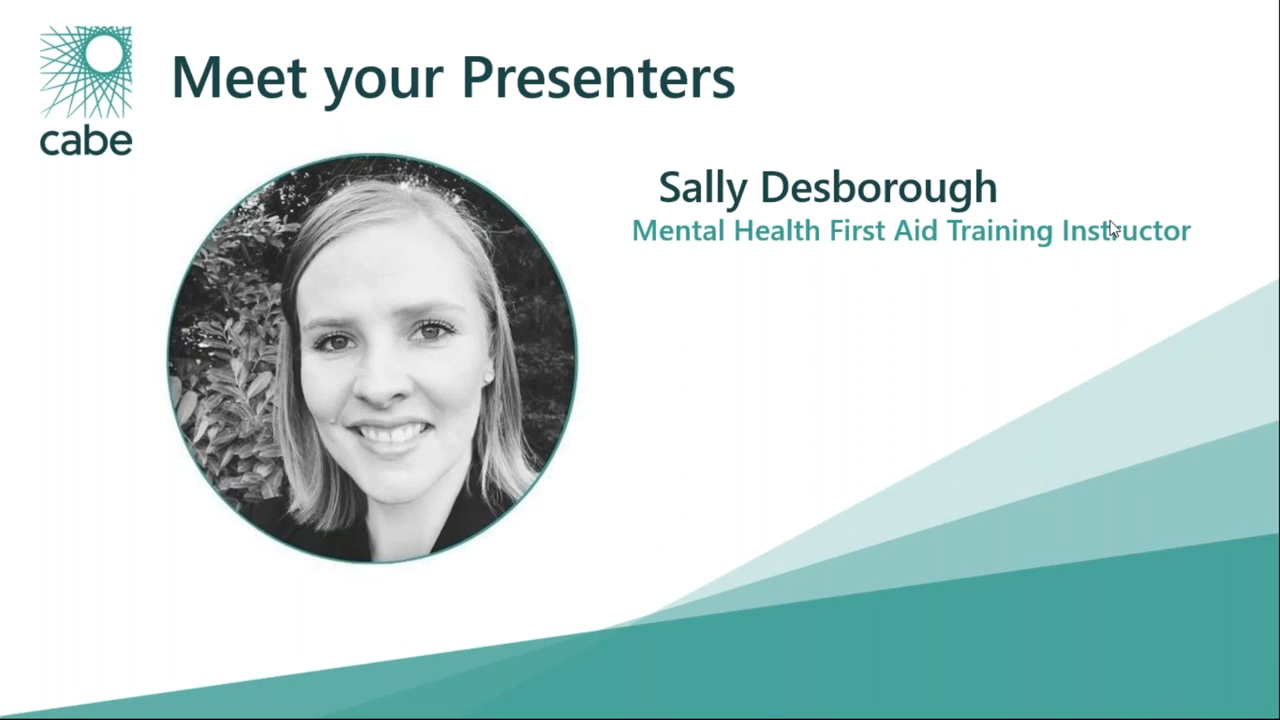 cabe
Meet your Presenters
Sally Desborough
Mental Health First Aid Training Instructor